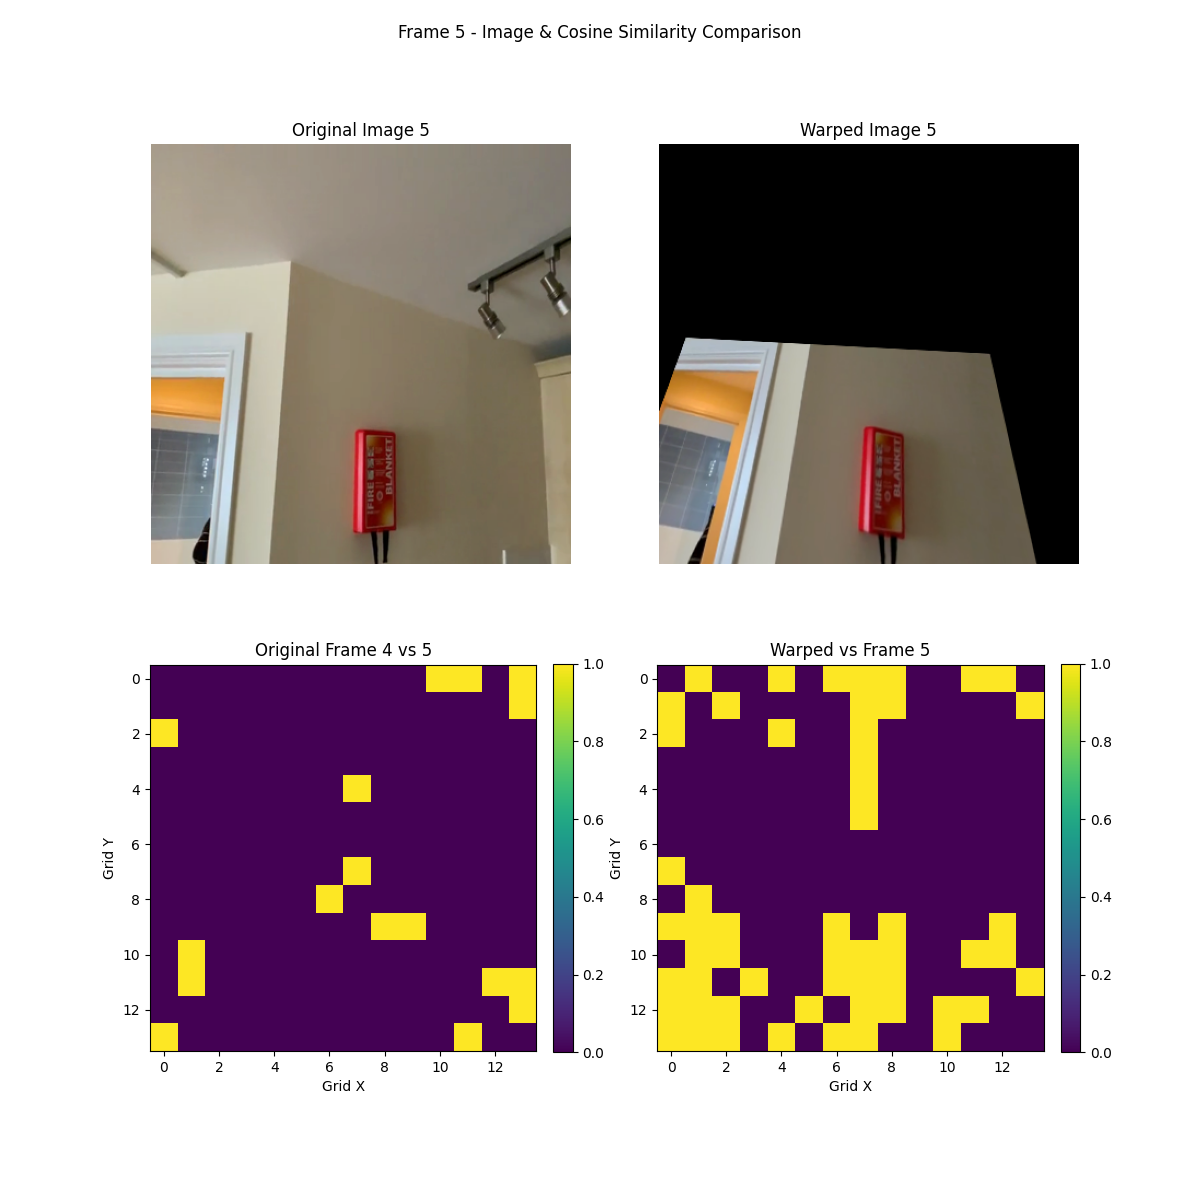 Frame 5 - Image & Cosine Similarity Comparison
Original Image 5
Warped Image 5
FIRE
BLANKET
FIRE
BLANKET
Original Frame 4 vs 5
Warped vs Frame 5
0
2
4
6
8
10
12
Grid Y
0 2 4 6 8 10 12
Grid X
1.0
0.8
0.6
0.4
0.2
0.0
0
2
4
6
8
10
12
Grid Y
0 2 4 6 8 10 12
Grid X
1.0
0.8
0.6
0.4
0.2
0.0